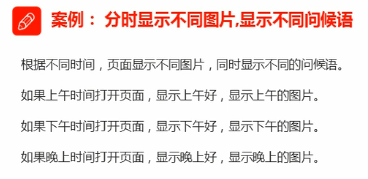 案例： 分时显示不同图片,显示不同问候语
根据不同时间，页面显示不同图片，同时显示不同的问候语。
如果上午时间打开页面，显示上午好，显示上午的图片。
如果下午时间打开页面，显示下午好，显示下午的图片。
如果晚上时间打开页面，显示晚上好，显示晚上的图片。